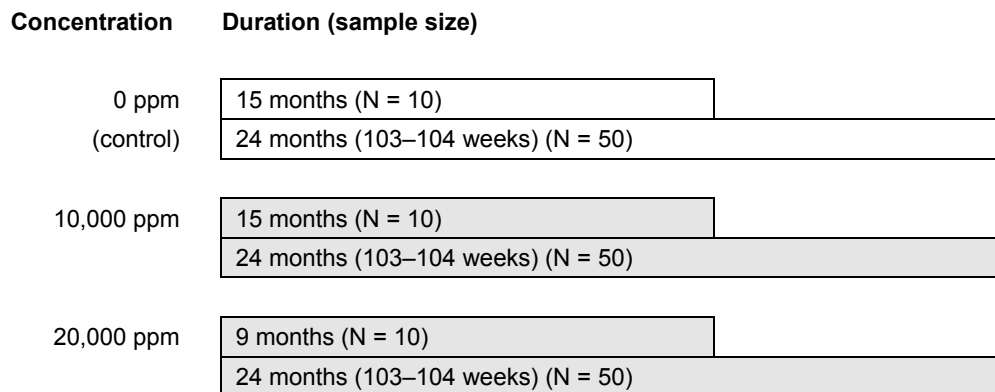 Concentration Duration (sample size)
0 ppm 15 months (N = 10)
(control) 24 months (103–104 weeks) (N = 50)
10,000 ppm 15 months (N = 10)
24 months (103–104 weeks) (N = 50)
20,000 ppm 9 months (N = 10)
24 months (103–104 weeks) (N = 50)